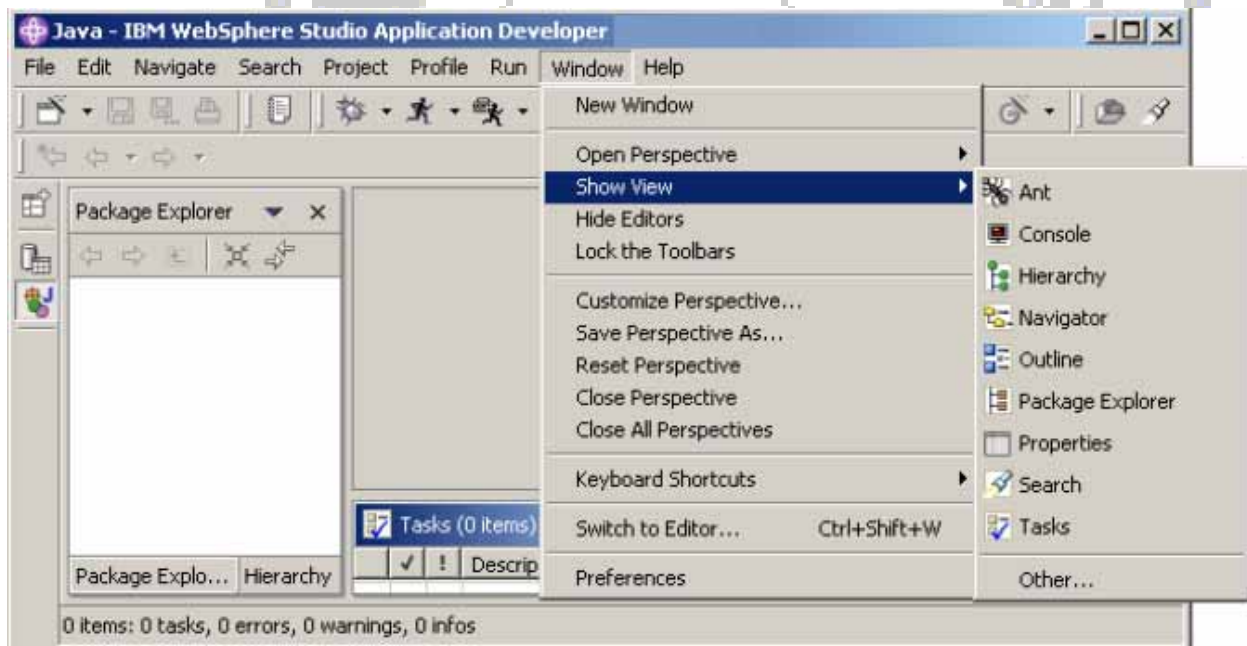 Java - IBM WebSphere Studio Application Developer
File Edit Navigate Search Project Profile Run Window Help
New Window
Open Perspective
Show View
Hide Editors
Lock the Toolbars
Customize Perspective...
Save Perspective As...
Reset Perspective
Close Perspective
Close All Perspectives
Keyboard Shortcuts
Switch to Editor... Ctrl+Shift+W
Preferences
Ant
Console
Hierarchy
Navigator
Outline
Package Explorer
Properties
Search
Tasks
Other...
Package Explorer
Package Explo... Hierarchy
Tasks (0 items)
! Descrip
0 items: 0 tasks, 0 errors, 0 warnings, 0 infos